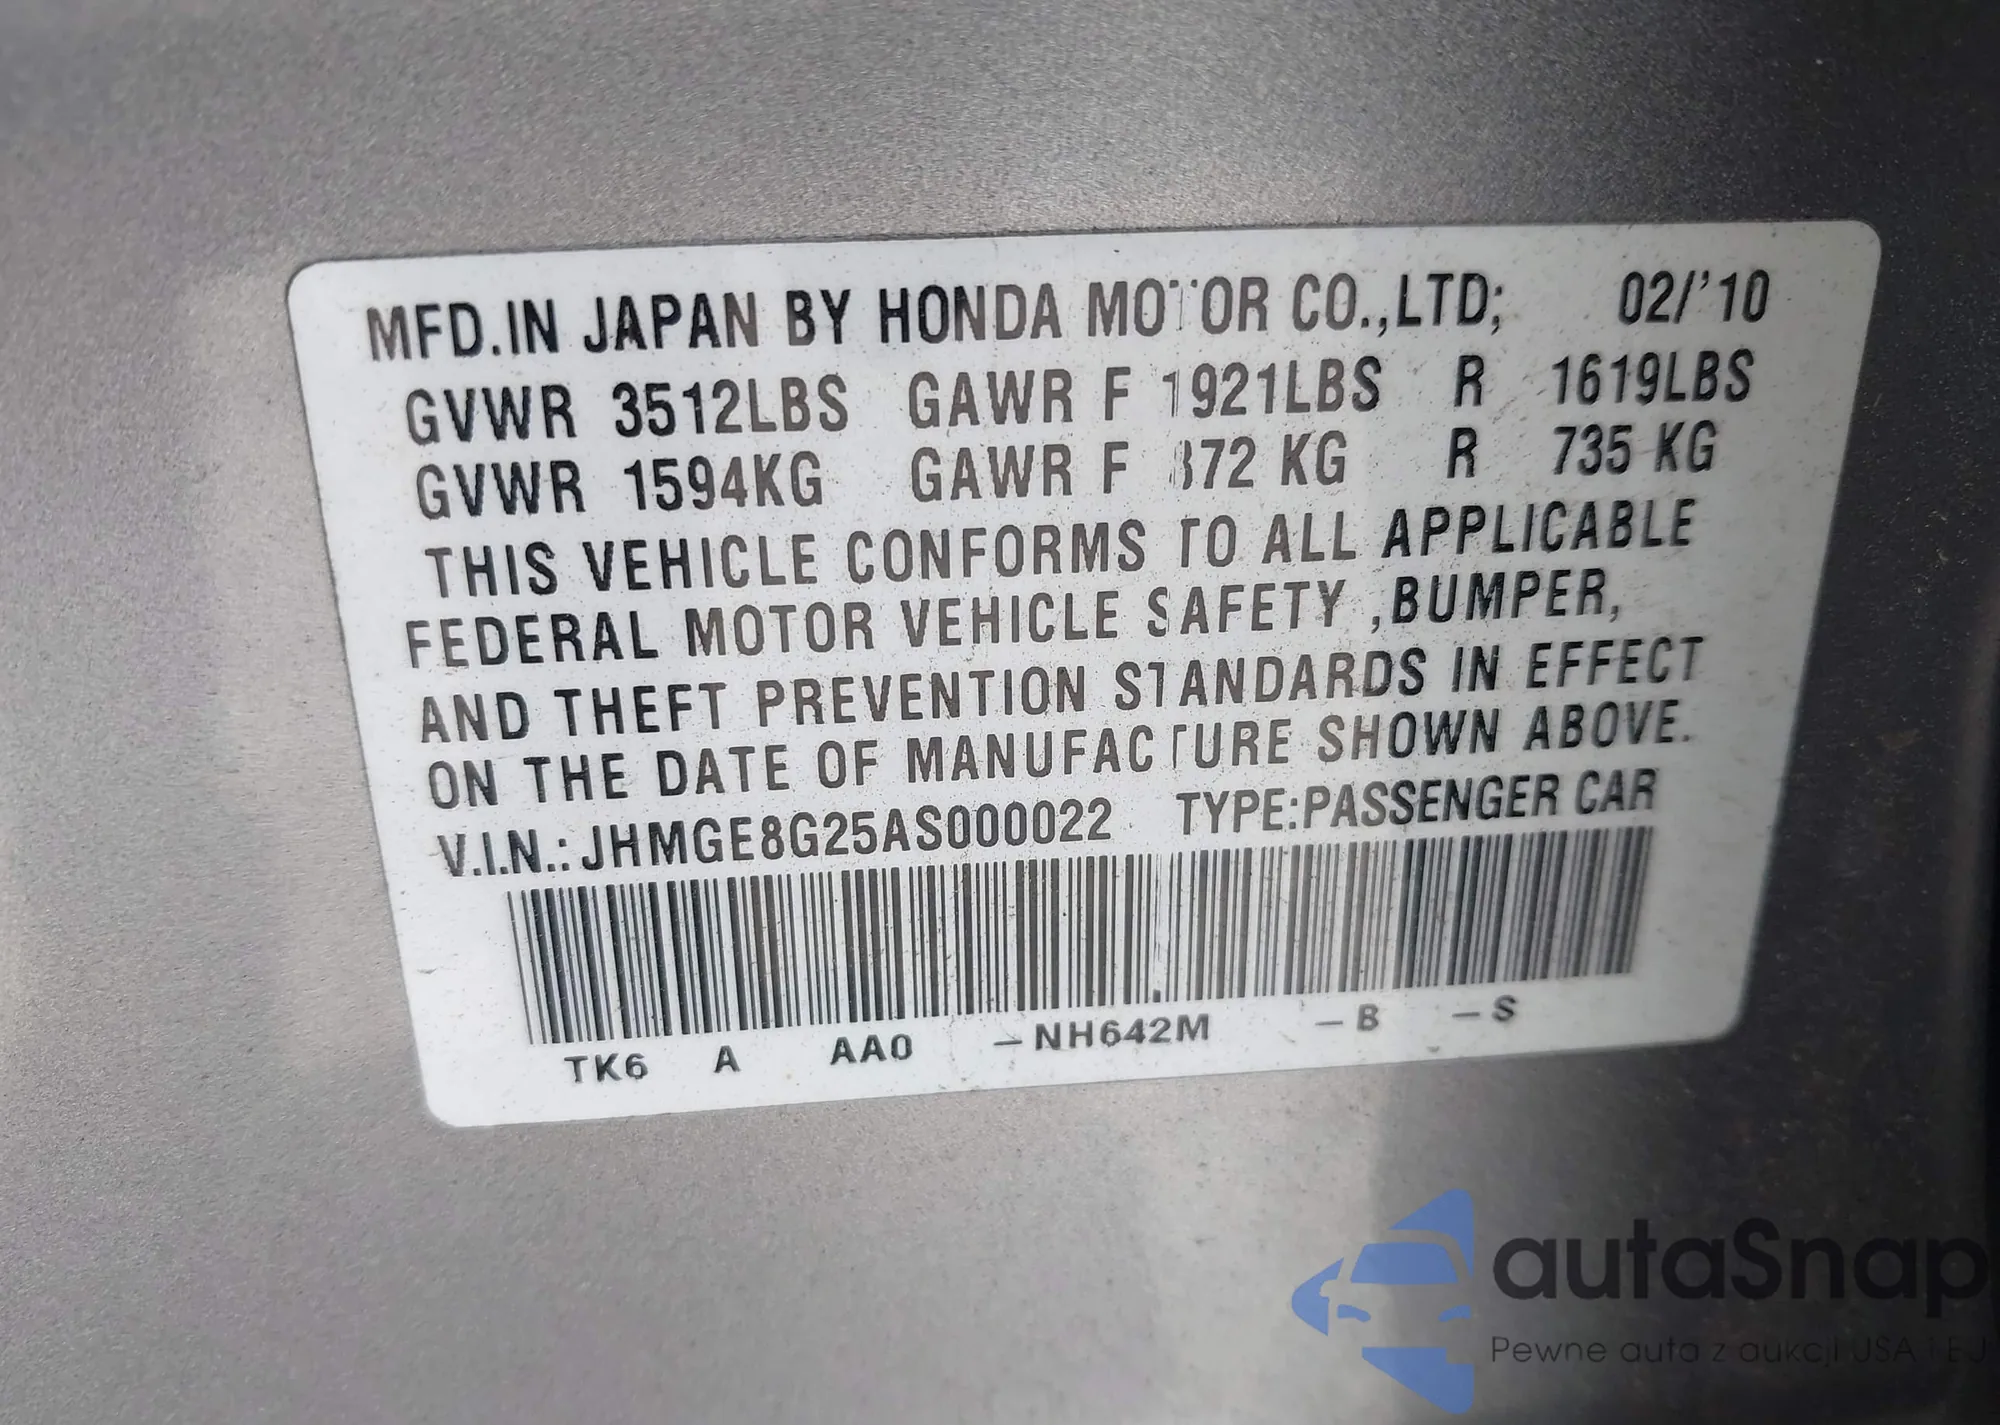 MFD.IN JAPAN BY HONDA MOTOR CO.,LTD; 02/'10
GVWR 3512LBS GAWR F 1921LBS R 1619LBS
GVWR 1594KG GAWR F 872 KG R 735 KG
THIS VEHICLE CONFORMS TO ALL APPLICABLE
FEDERAL MOTOR VEHICLE SAFETY ,BUMPER,
AND THEFT PREVENTION STANDARDS IN EFFECT
ON THE DATE OF MANUFACTURE SHOWN ABOVE.
V.I.N.: JHMGE8G25AS000022 TYPE:PASSENGER CAR
TK6 A AA0 –NH642M –B –S
autaSnap
Pewne auta z aukcji USA i EU